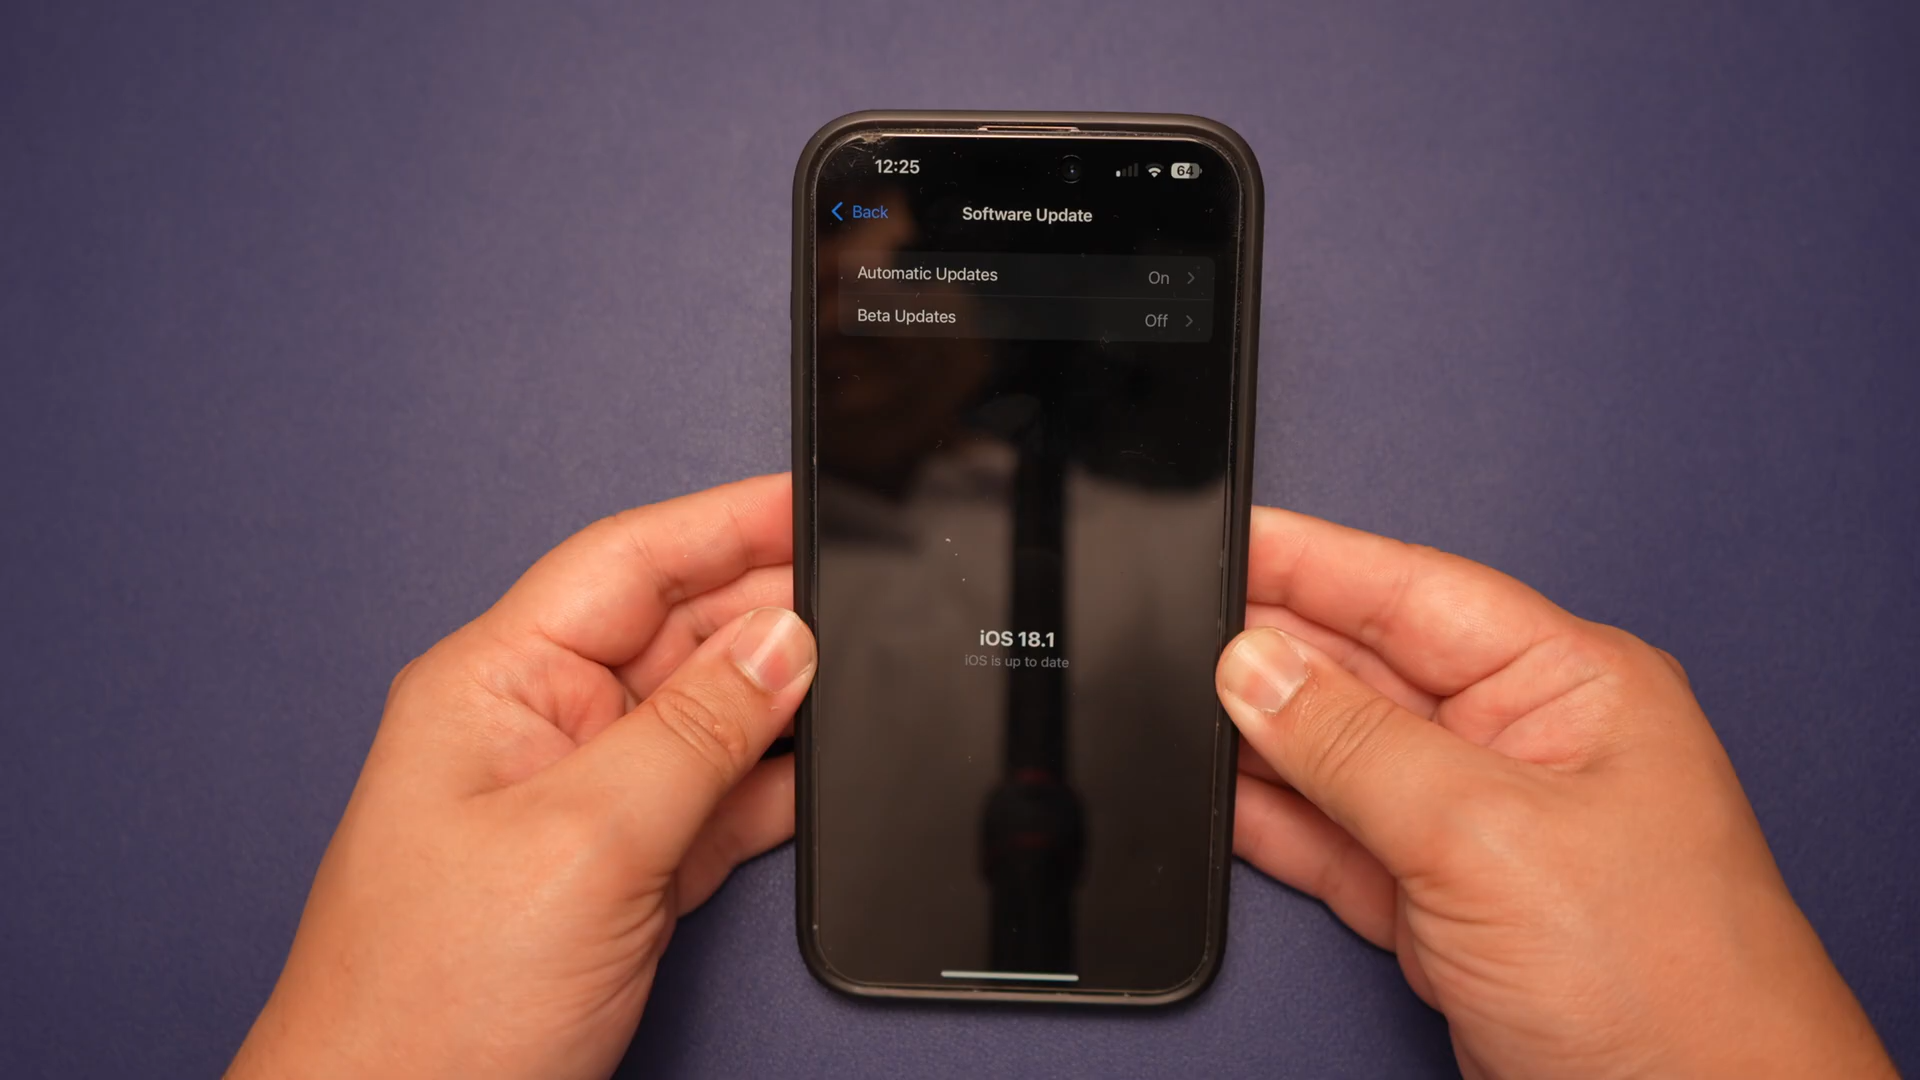 12:25
64
Back
Software Update
Automatic Updates
On
Beta Updates
Off
iOS 18.1
iOS is up to date